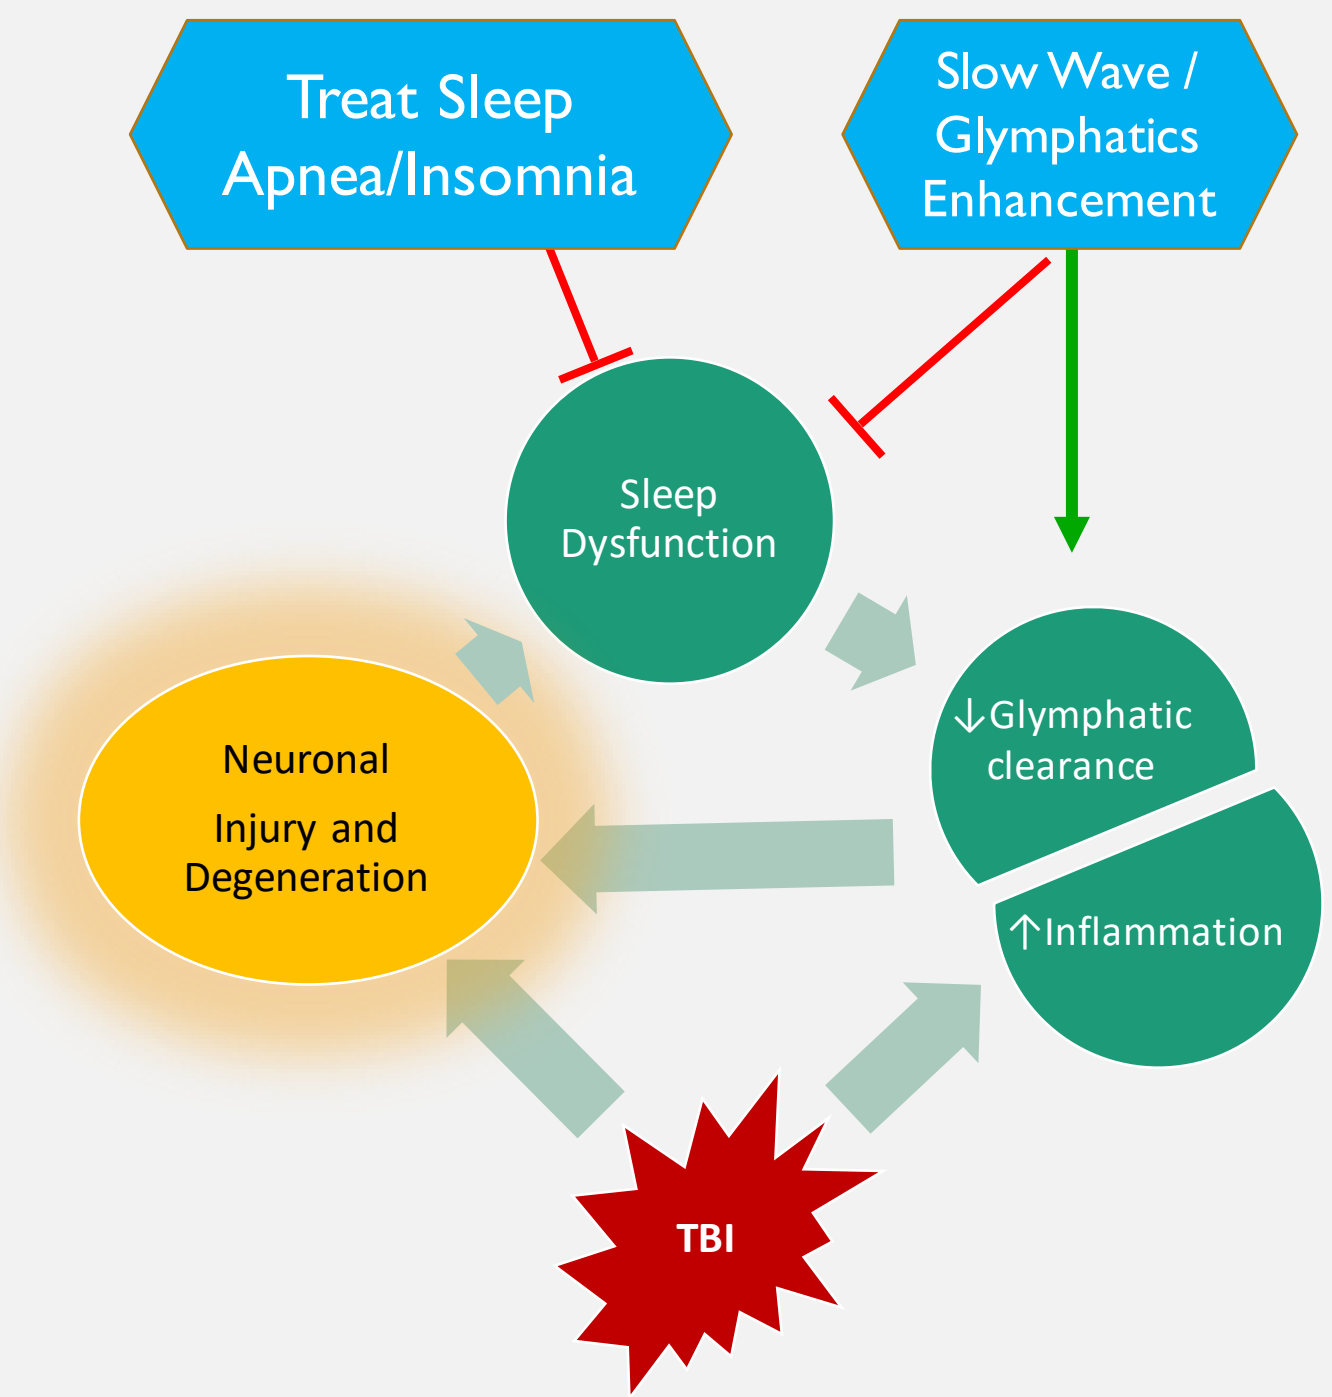 Treat Sleep
Apnea/Insomnia
Slow Wave /
Glymphatics
Enhancement
Sleep
Dysfunction
↓Glymphatic
clearance
↑Inflammation
Neuronal
Injury and
Degeneration
TBI